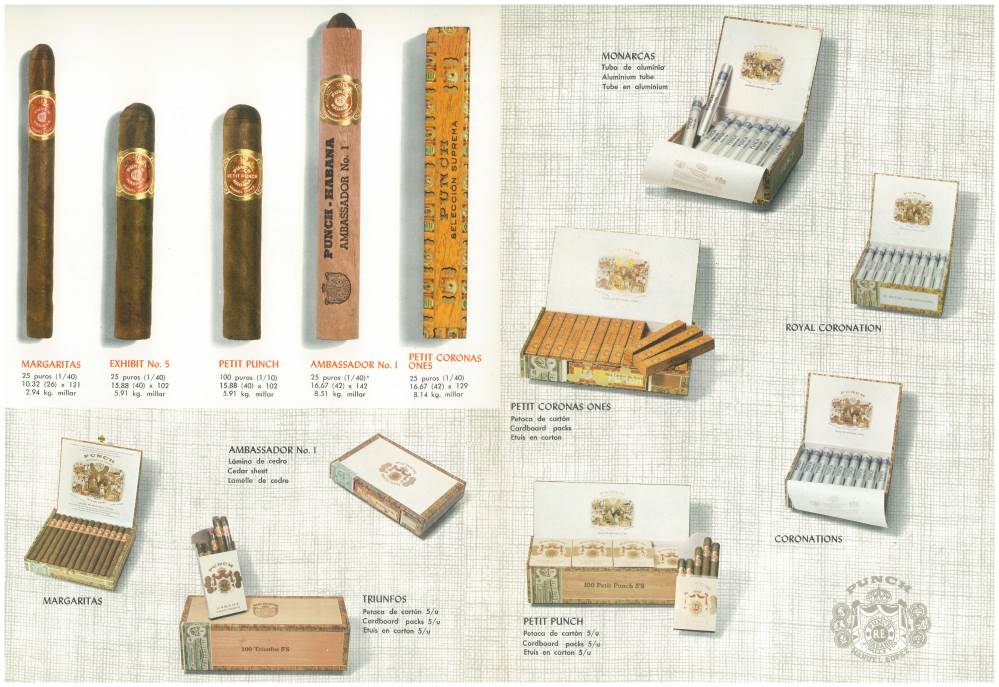 PUNCH
PETIT PUNCH
PUNCH - HABANA
AMBASSADOR No. 1
PUNCH
SELECCIÓN SUPREMA
MARGARITAS
25 puros (1/40)
10.32 (26) x 121
2.94 kg. millar
EXHIBIT No. 5
25 puros (1/40)
15.88 (40) x 102
5.91 kg. millar
PETIT PUNCH
100 puros (1/10)
15.88 (40) x 102
5.91 kg. millar
AMBASSADOR No. 1
25 puros (1/40)*
16.67 (42) x 142
8.51 kg. millar
PETIT CORONAS
ONES
25 puros (1/40)
16.67 (42) x 129
8.14 kg. millar
MONARCAS
Tubo de aluminio
Aluminium tube
Tube en aluminium
ROYAL CORONATION
PETIT CORONAS ONES
Petaca de cartón
Cardboard packs
Etuis en carton
AMBASSADOR No. 1
Lámina de cedro
Cedar sheet
Lamelle de cedre
PUNCH
MARGARITAS
PUNCH
HABANA
100 Triunfos 5'S
TRIUNFOS
Petaca de cartón 5/u
Cardboard packs 5/u
Etuis en carton 5/u
100 Petit Punch 5'S
PETIT PUNCH
Petaca de cartón 5/u
Cardboard packs 5/u
Etuis en carton 5/u
PUNCH
CORONATIONS
PUNCH
MANUEL LOPEZ